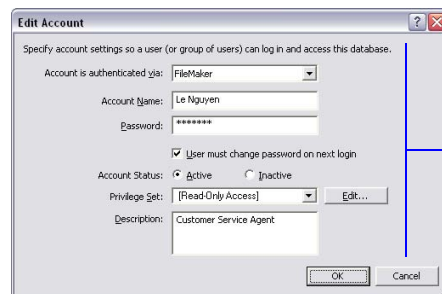 Edit Account
Specify account settings so a user (or group of users) can log in and access this database.
Account is authenticated via: FileMaker
Account Name: Le Nguyen
Password: *******
User must change password on next login
Account Status: Active Inactive
Privilege Set: [Read-Only Access] Edit...
Description: Customer Service Agent
OK Cancel